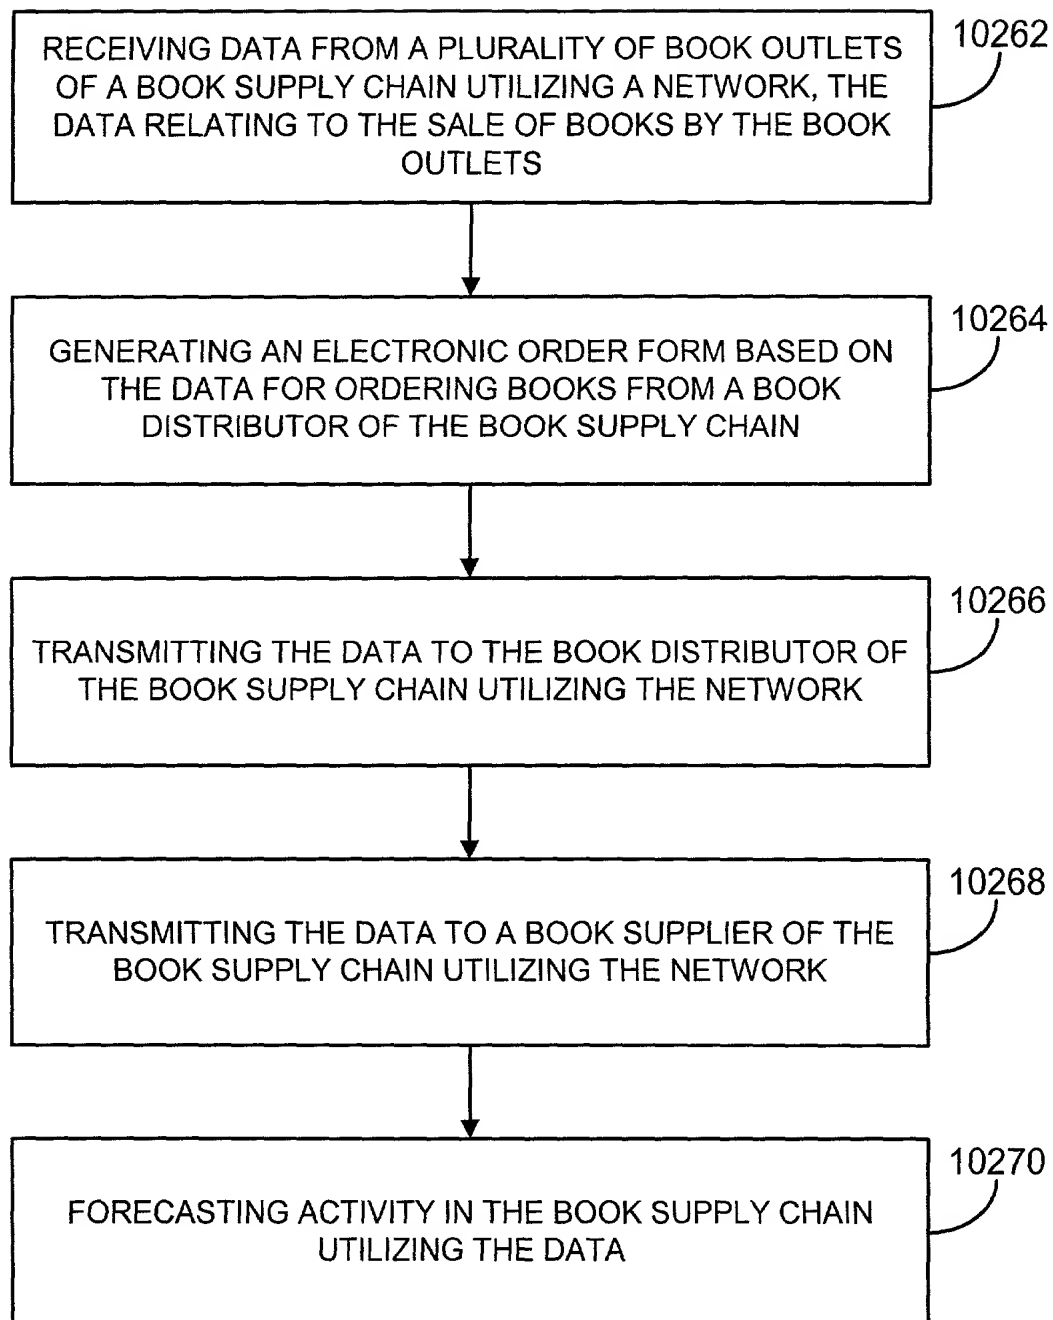 RECEIVING DATA FROM A PLURALITY OF BOOK OUTLETS
OF A BOOK SUPPLY CHAIN UTILIZING A NETWORK, THE
DATA RELATING TO THE SALE OF BOOKS BY THE BOOK
OUTLETS
10262
GENERATING AN ELECTRONIC ORDER FORM BASED ON
THE DATA FOR ORDERING BOOKS FROM A BOOK
DISTRIBUTOR OF THE BOOK SUPPLY CHAIN
10264
TRANSMITTING THE DATA TO THE BOOK DISTRIBUTOR OF
THE BOOK SUPPLY CHAIN UTILIZING THE NETWORK
10266
TRANSMITTING THE DATA TO A BOOK SUPPLIER OF THE
BOOK SUPPLY CHAIN UTILIZING THE NETWORK
10268
FORECASTING ACTIVITY IN THE BOOK SUPPLY CHAIN
UTILIZING THE DATA
10270